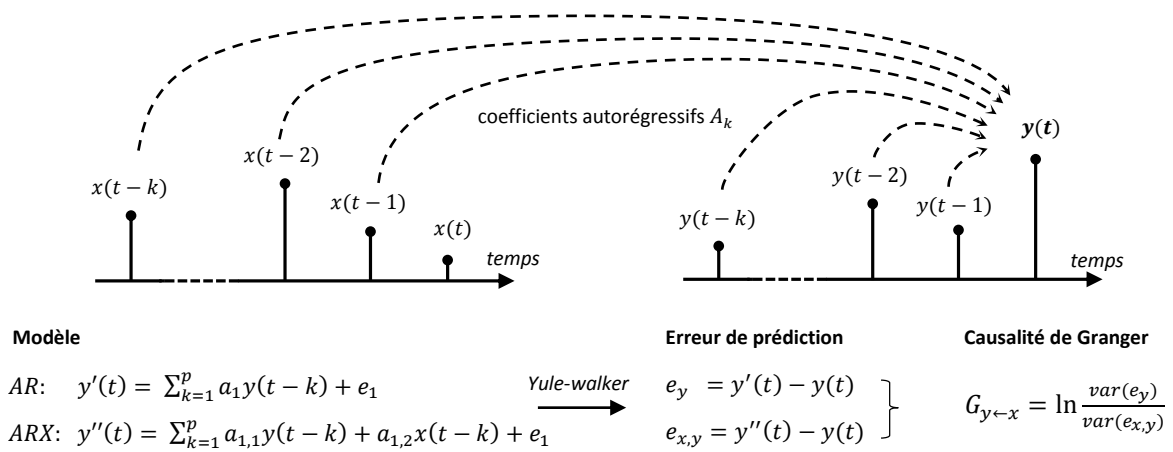 coefficients autorégressifs A_k
y(t)
x(t − 2)
y(t − 2)
x(t − k)
x(t − 1)
y(t − k)
y(t − 1)
x(t)
temps
temps
Modèle
Erreur de prédiction
Causalité de Granger
AR: y′(t) = ∑_{k=1}^{p} a_1 y(t − k) + e_1
Yule-walker
e_y = y′(t) − y(t)
G_{y←x} = ln var(e_y) / var(e_{x,y})
ARX: y′′(t) = ∑_{k=1}^{p} a_{1,1} y(t − k) + a_{1,2} x(t − k) + e_1
e_{x,y} = y′′(t) − y(t)